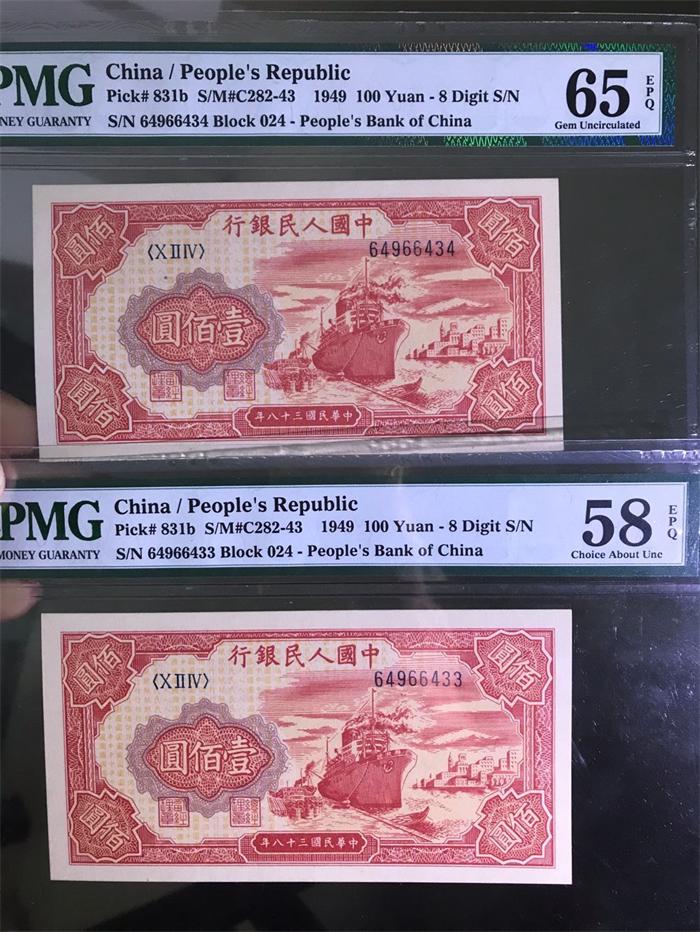 PMG
NEY GUARANTY
China / People's Republic
Pick# 831b S/M#C282-43 1949 100 Yuan - 8 Digit S/N
S/N 64966434 Block 024 - People's Bank of China
65
EPQ
Gem Uncirculated
佰圓
行銀民人國中
佰圓
〈X II IV〉
64966434
圓佰壹
佰圓
年八十三國民華中
佰圓
PMG
MONEY GUARANTY
China / People's Republic
Pick# 831b S/M#C282-43 1949 100 Yuan - 8 Digit S/N
S/N 64966433 Block 024 - People's Bank of China
58
EPQ
Choice About Unc
佰圓
行銀民人國中
佰圓
〈X II IV〉
64966433
圓佰壹
佰圓
年八十三國民華中
佰圓